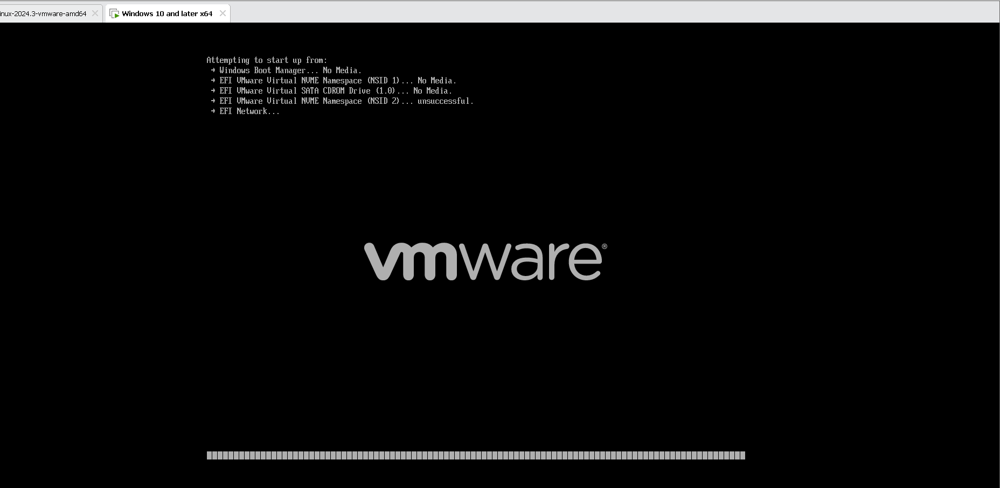 inux-2024.3-vmware-amd64
Windows 10 and later x64
Attempting to start up from:
→ Windows Boot Manager... No Media.
→ EFI VMware Virtual NVME Namespace (NSID 1)... No Media.
→ EFI VMware Virtual SATA CDROM Drive (1.0)... No Media.
→ EFI VMware Virtual NVME Namespace (NSID 2)... unsuccessful.
→ EFI Network...
vmware®